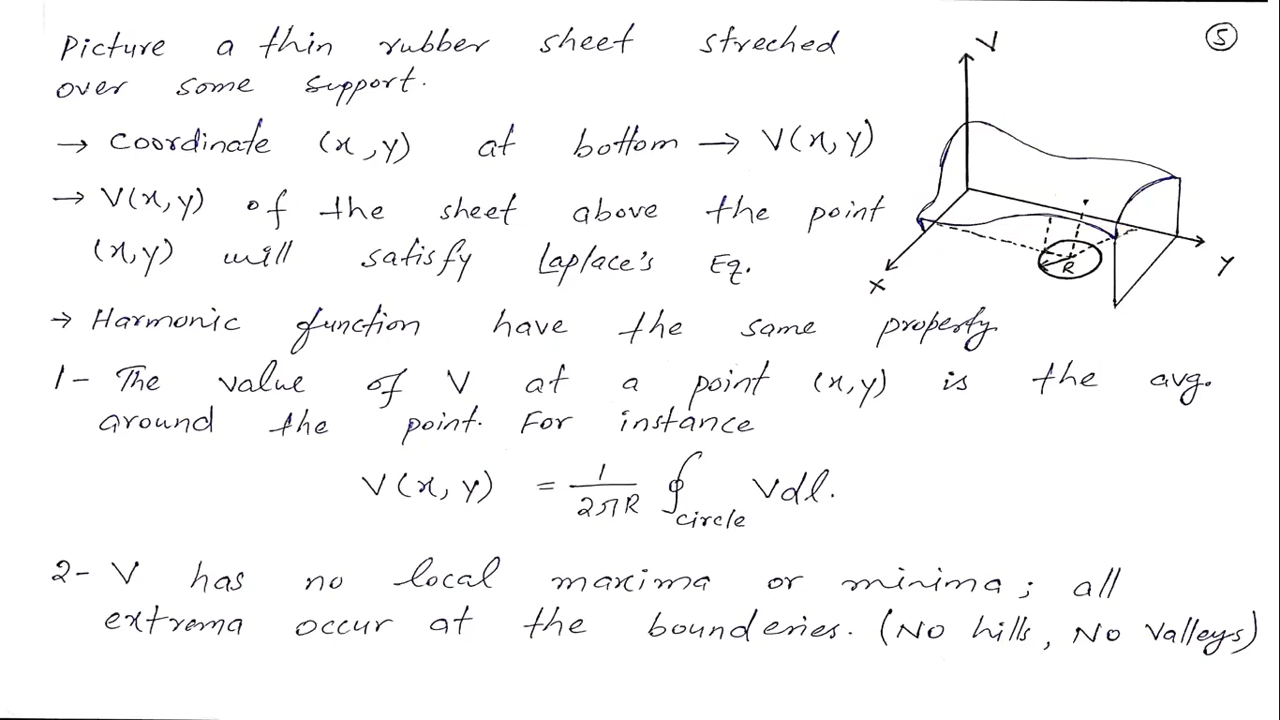 Picture a thin rubber sheet streched
over some support.
→ Coordinate (x, y) at bottom → V(x, y)
→ V(x, y) of the sheet above the point
(x, y) will satisfy Laplace's Eq.
→ Harmonic function have the same property
1- The value of V at a point (x, y) is the avg.
around the point. For instance
V(x, y) = 1/2πR ∮circle Vdl.
2- V has no local maxima or minima; all
extrema occur at the bounderies. (No hills, No Valleys)
5
V
X
Y
R